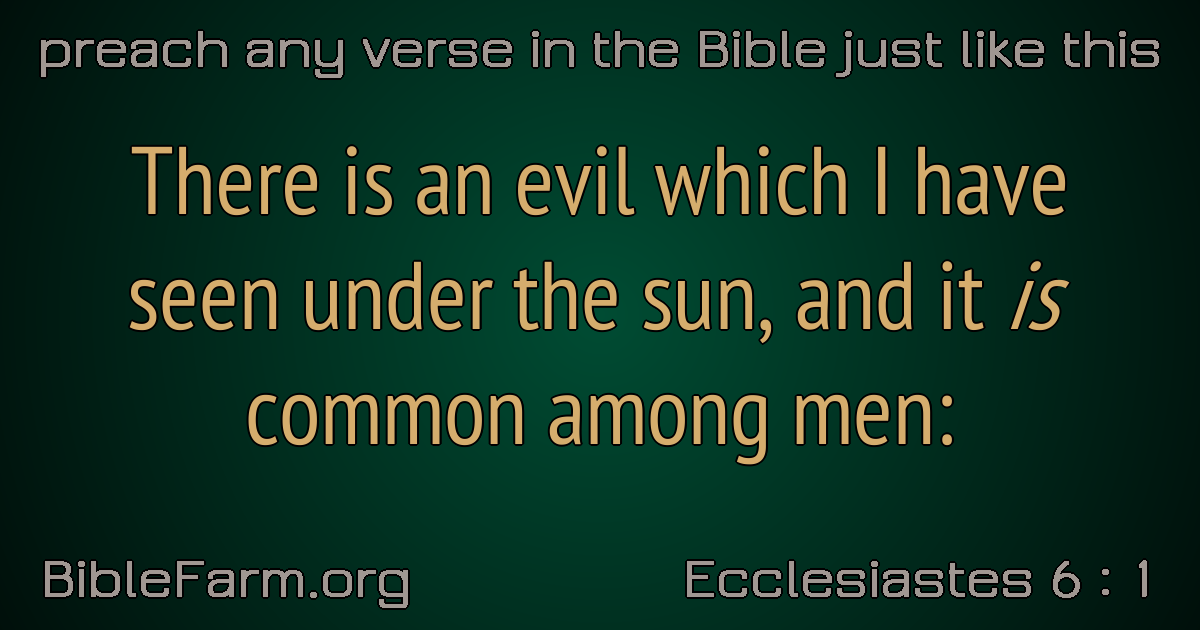 preach any verse in the Bible just like this
There is an evil which I have
seen under the sun, and it is
common among men:
BibleFarm.org
Ecclesiastes 6 : 1